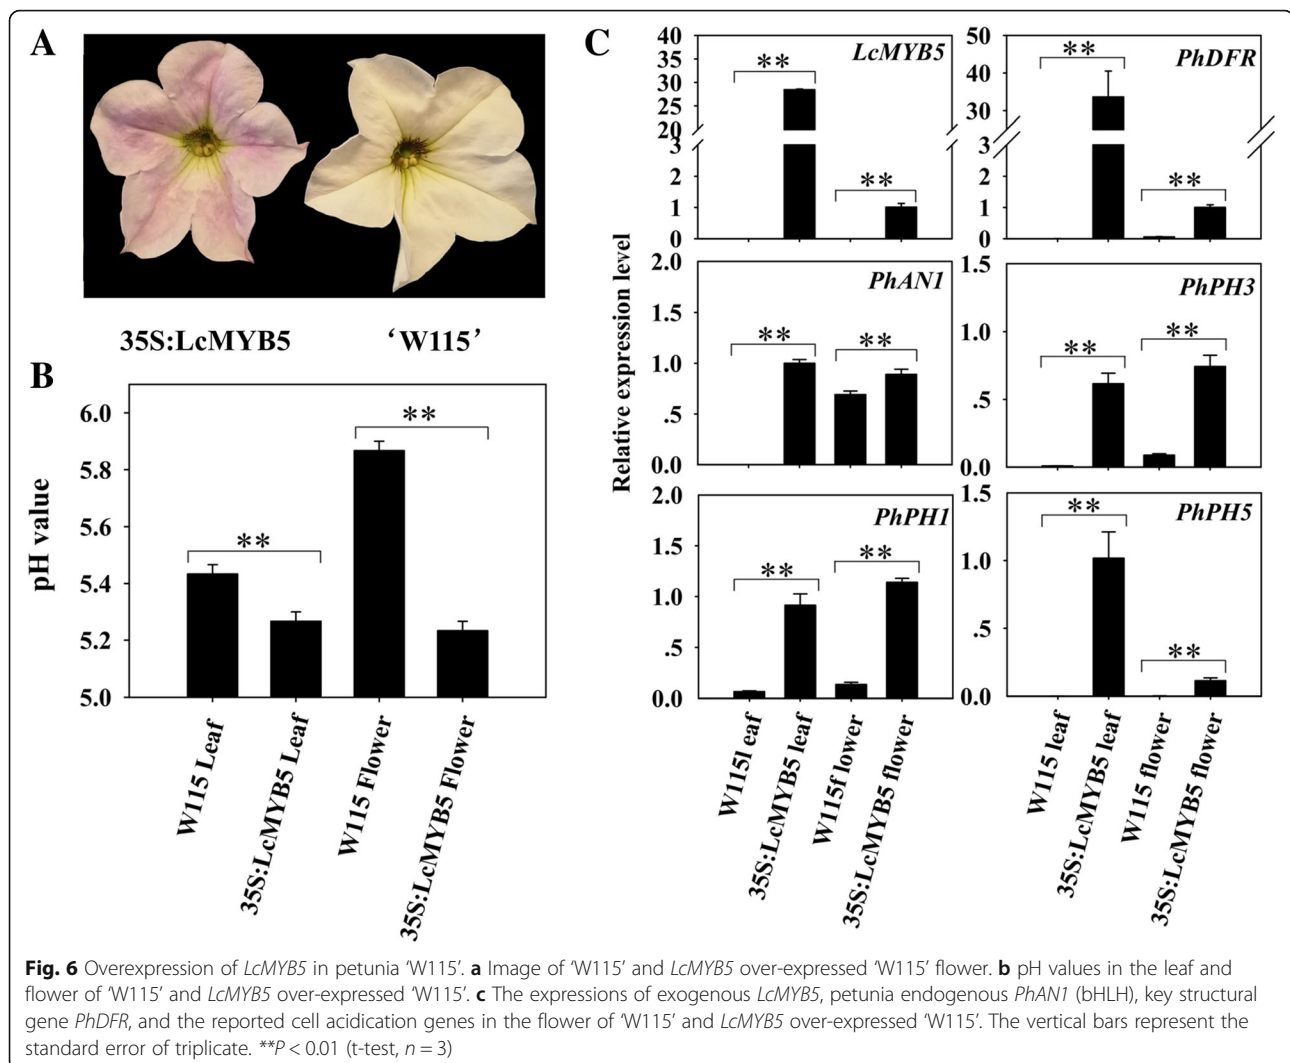 A
35S:LcMYB5 ‘W115’
B
pH value
6.0
5.8
5.6
5.4
5.2
5.0
**
**
W115 Leaf
35S:LcMYB5 Leaf
W115 Flower
35S:LcMYB5 Flower
C
Relative expression level
LcMYB5
40
35
30
25
20
3
2
1
0
**
**
PhDFR
50
40
30
3
2
1
0
**
**
PhAN1
2.0
1.5
1.0
.5
0.0
**
**
PhPH3
1.5
1.0
.5
0.0
**
**
PhPH1
2.0
1.5
1.0
.5
0.0
**
**
PhPH5
1.5
1.0
.5
0.0
**
**
W115l eaf
35S:LcMYB5 leaf
W115f lower
35S:LcMYB5 flower
W115 leaf
35S:LcMYB5 leaf
W115 flower
35S:LcMYB5 flower
Fig. 6 Overexpression of LcMYB5 in petunia ‘W115’. a Image of ‘W115’ and LcMYB5 over-expressed ‘W115’ flower. b pH values in the leaf and
flower of ‘W115’ and LcMYB5 over-expressed ‘W115’. c The expressions of exogenous LcMYB5, petunia endogenous PhAN1 (bHLH), key structural
gene PhDFR, and the reported cell acidication genes in the flower of ‘W115’ and LcMYB5 over-expressed ‘W115’. The vertical bars represent the
standard error of triplicate. **P < 0.01 (t-test, n = 3)